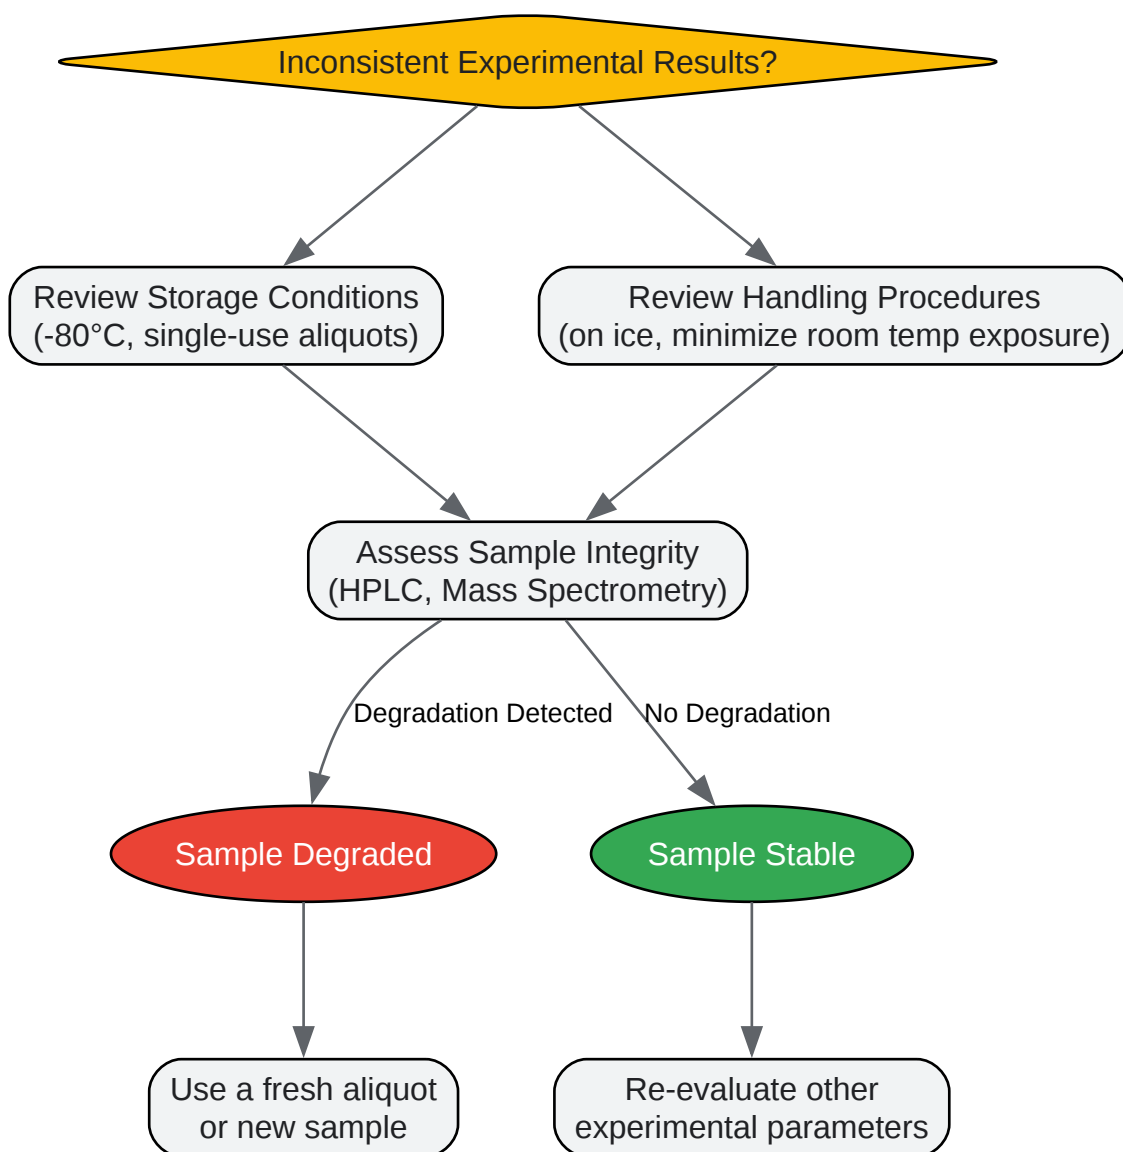 Inconsistent Experimental Results?
Review Storage Conditions
(-80°C, single-use aliquots)
Review Handling Procedures
(on ice, minimize room temp exposure)
Assess Sample Integrity
(HPLC, Mass Spectrometry)
Degradation Detected
No Degradation
Sample Degraded
Sample Stable
Use a fresh aliquot
or new sample
Re-evaluate other
experimental parameters